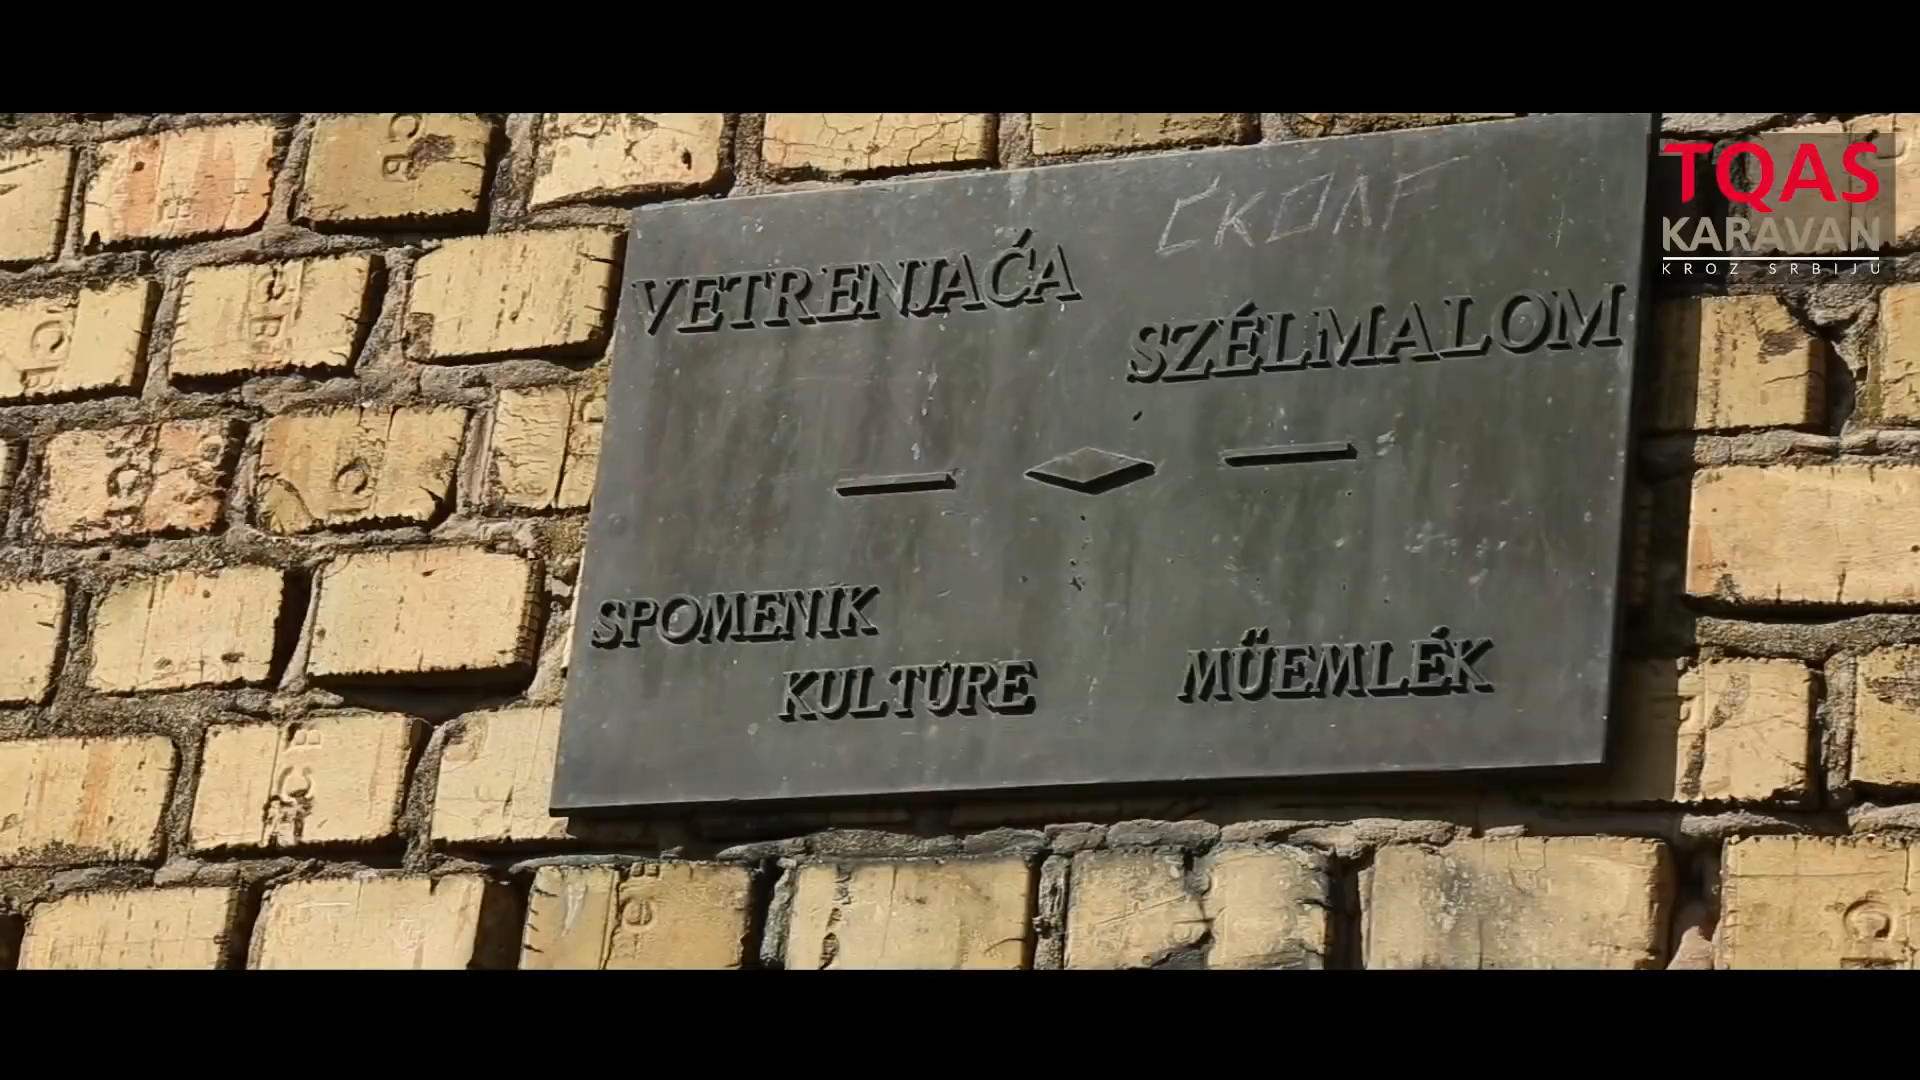 TQAS
KARAVAN
KROZ SRBIJU
VETRENJAĆA
SZÉLMALOM
SPOMENIK
KULTURE
MŰEMLÉK